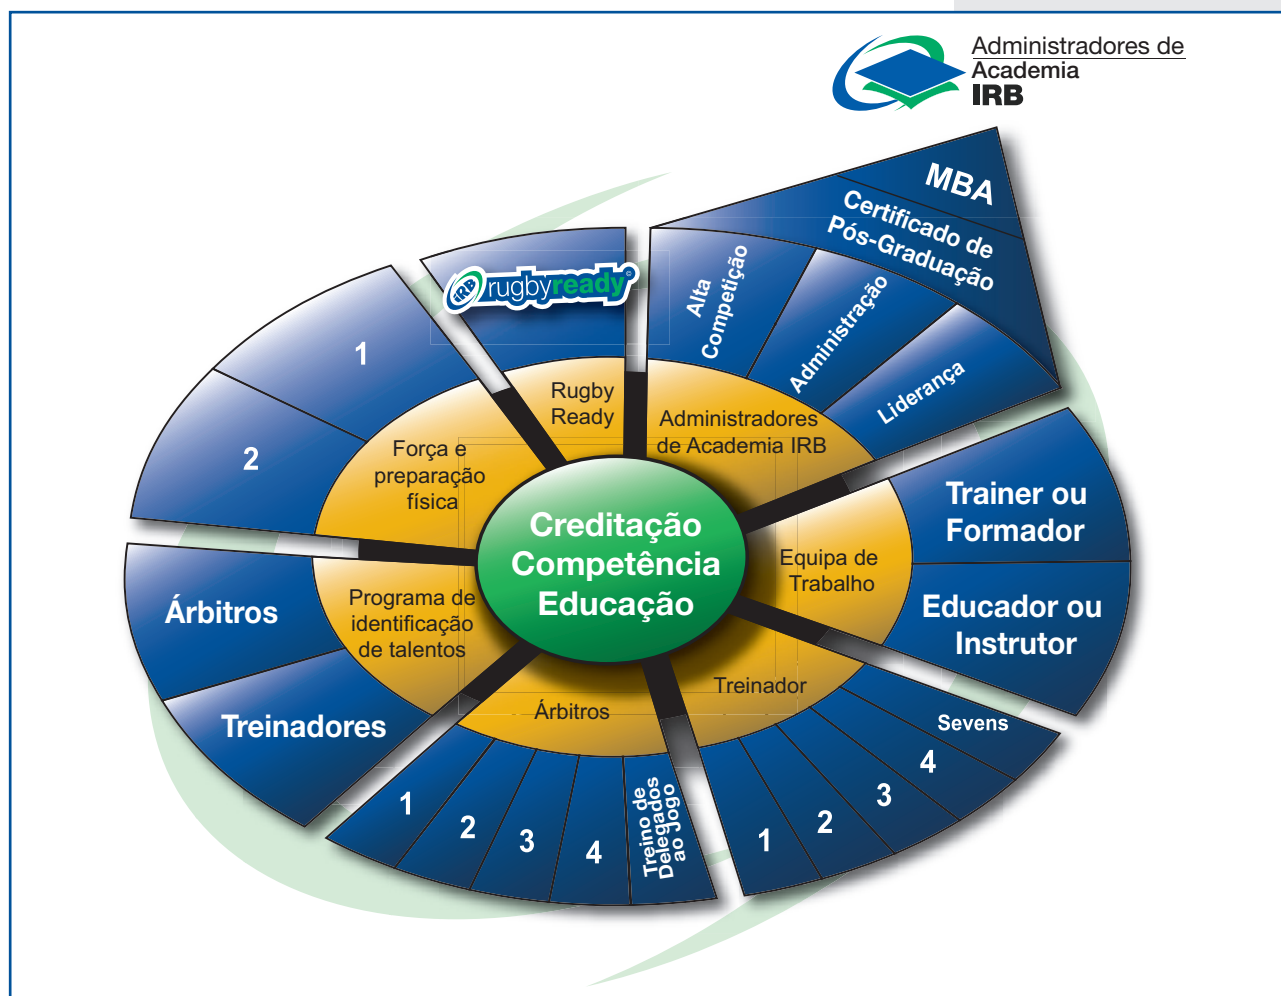 Administradores de
Academia
IRB
MBA
Certificado de
Pós-Graduação
Alta
Competição
Administração
Liderança
IRB rugbyready©
1
2
Rugby
Ready
Administradores
de Academia IRB
Força e
preparação
física
Creditação
Competência
Educação
Equipa de
Trabalho
Trainer ou
Formador
Educador ou
Instrutor
Árbitros
Treinadores
Programa de
identificação
de talentos
Árbitros
Treinador
1
2
3
4
Treino de
Delegados
ao Jogo
1
2
3
4
Sevens